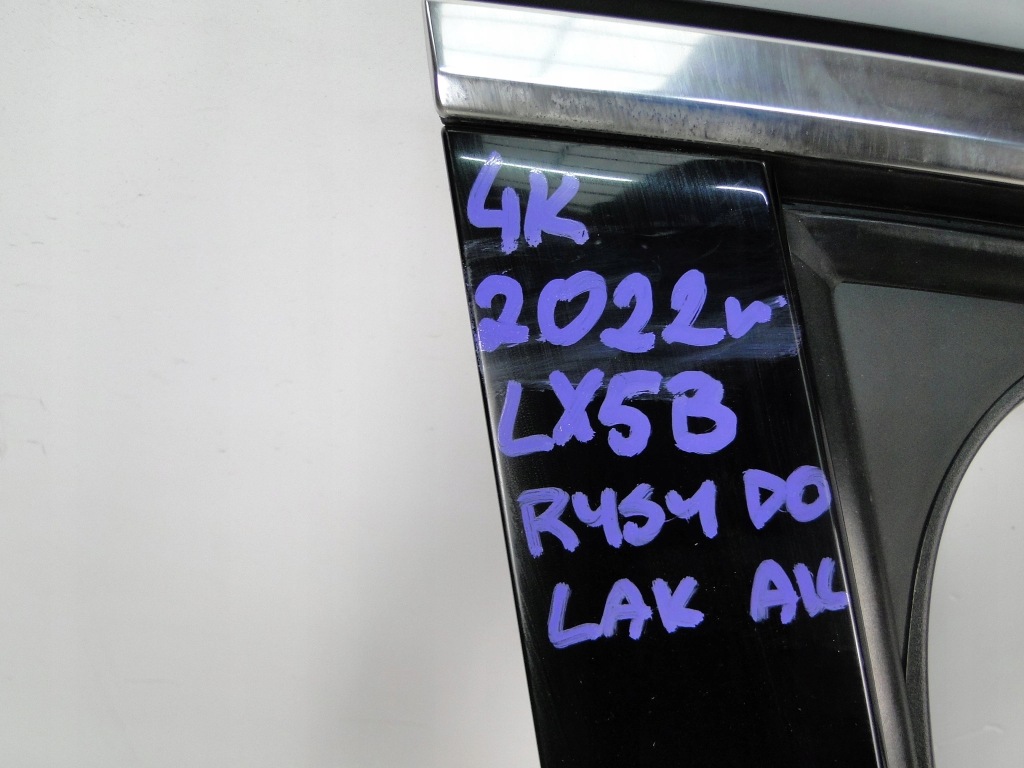 4K
2022r
LX5B
RYSY DO
LAK AK